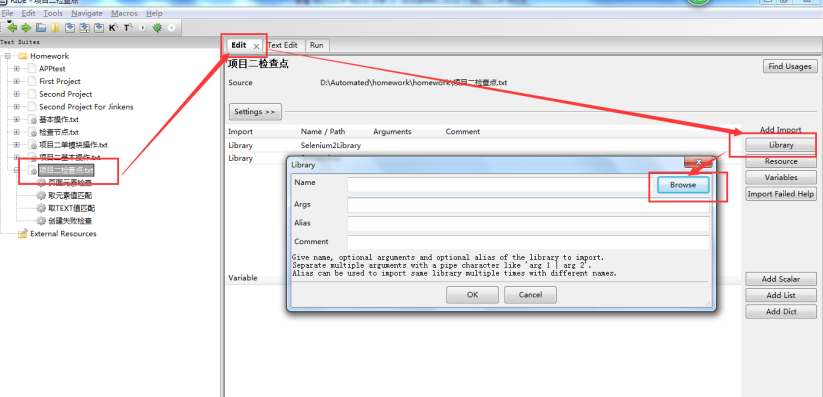 RIDE - 项目二检查点
File Edit Tools Navigate Macros Help
Test Suites
Homework
APPtest
First Project
Second Project
Second Project For Jinkens
基本操作.txt
检查节点.txt
项目二单模块操作.txt
项目二基本操作.txt
项目二检查点.txt
页面元素检查
取元素值匹配
取TEXT值匹配
创建失败检查
External Resources
Edit Text Edit Run
项目二检查点
Find Usages
Source D:\Automated\homework\homework\项目二检查点.txt
Settings >>
Import Name / Path Arguments Comment
Library Selenium2Library
Library
Add Import
Library
Resource
Variables
Import Failed Help
Library
Name
Browse
Args
Alias
Comment
Give name, optional arguments and optional alias of the library to import.
Separate multiple arguments with a pipe character like 'arg 1 | arg 2'.
Alias can be used to import same library multiple times with different names.
OK Cancel
Variable
Add Scalar
Add List
Add Dict